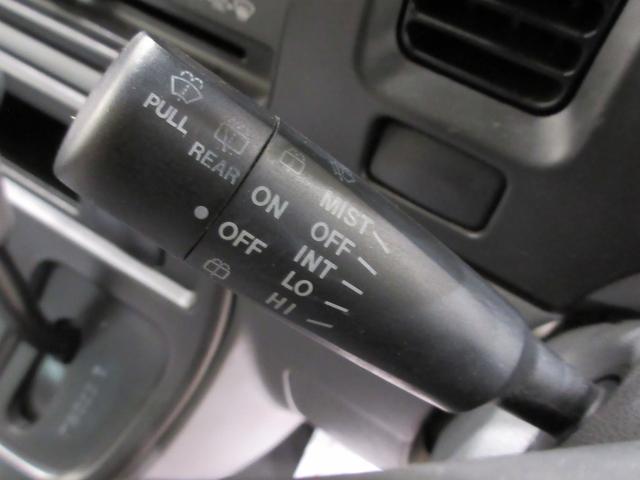 PULL
REAR
ON
OFF
MIST
OFF
INT
LO
HI